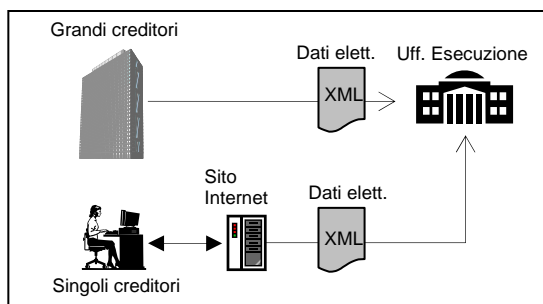 Grandi creditori
Dati elett.
Uff. Esecuzione
XML
Sito
Internet
Dati elett.
XML
Singoli creditori